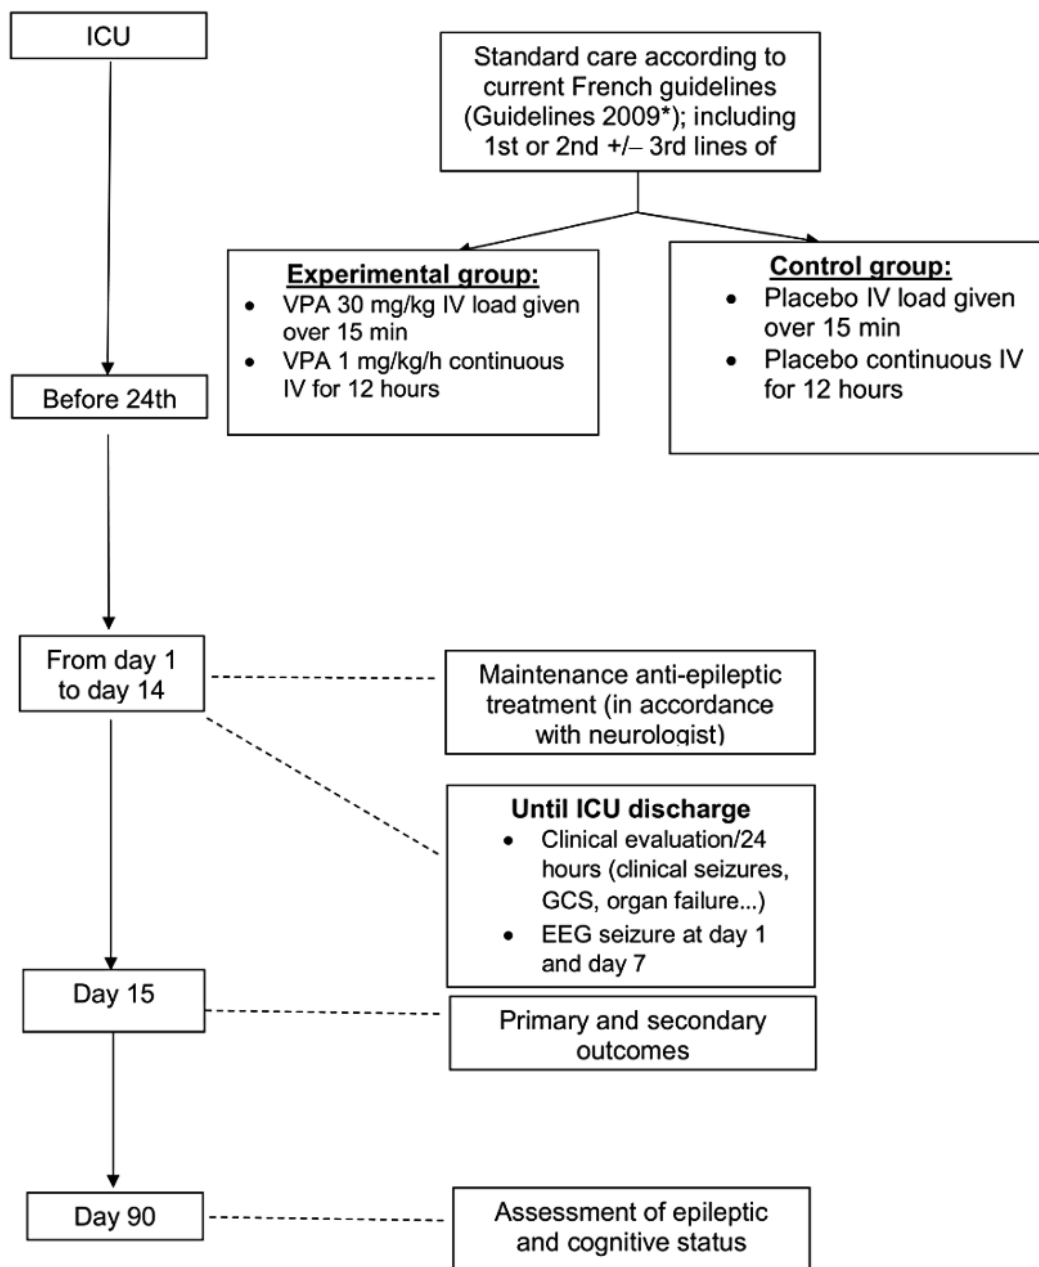 ICU
Standard care according to
current French guidelines
(Guidelines 2009*); including
1st or 2nd +/– 3rd lines of
Experimental group:
• VPA 30 mg/kg IV load given
over 15 min
• VPA 1 mg/kg/h continuous
IV for 12 hours
Control group:
• Placebo IV load given
over 15 min
• Placebo continuous IV
for 12 hours
Before 24th
From day 1
to day 14
Maintenance anti-epileptic
treatment (in accordance
with neurologist)
Until ICU discharge
• Clinical evaluation/24
hours (clinical seizures,
GCS, organ failure...)
• EEG seizure at day 1
and day 7
Day 15
Primary and secondary
outcomes
Day 90
Assessment of epileptic
and cognitive status